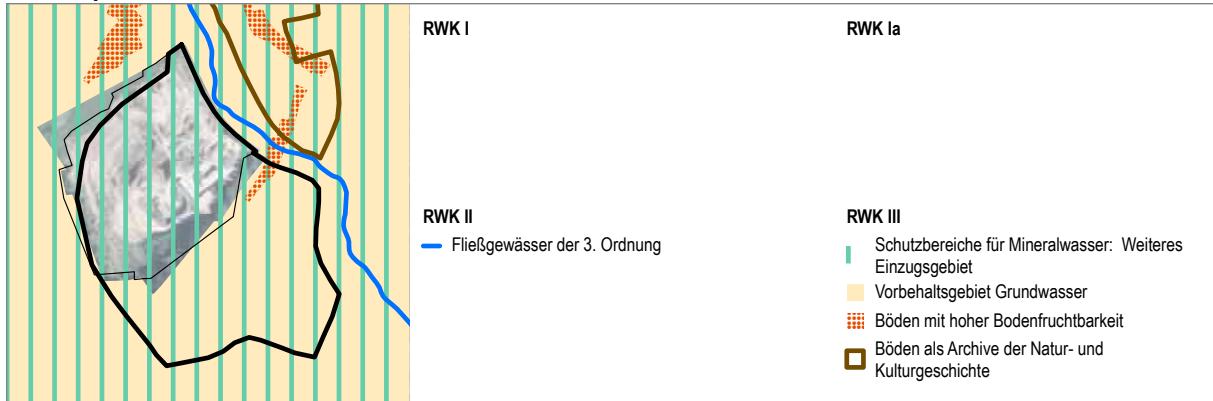 RWK I
RWK Ia
RWK II
Fließgewässer der 3. Ordnung
RWK III
Schutzbereiche für Mineralwasser: Weiteres
Einzugsgebiet
Vorbehaltsgebiet Grundwasser
Böden mit hoher Bodenfruchtbarkeit
Böden als Archive der Natur- und
Kulturgeschichte